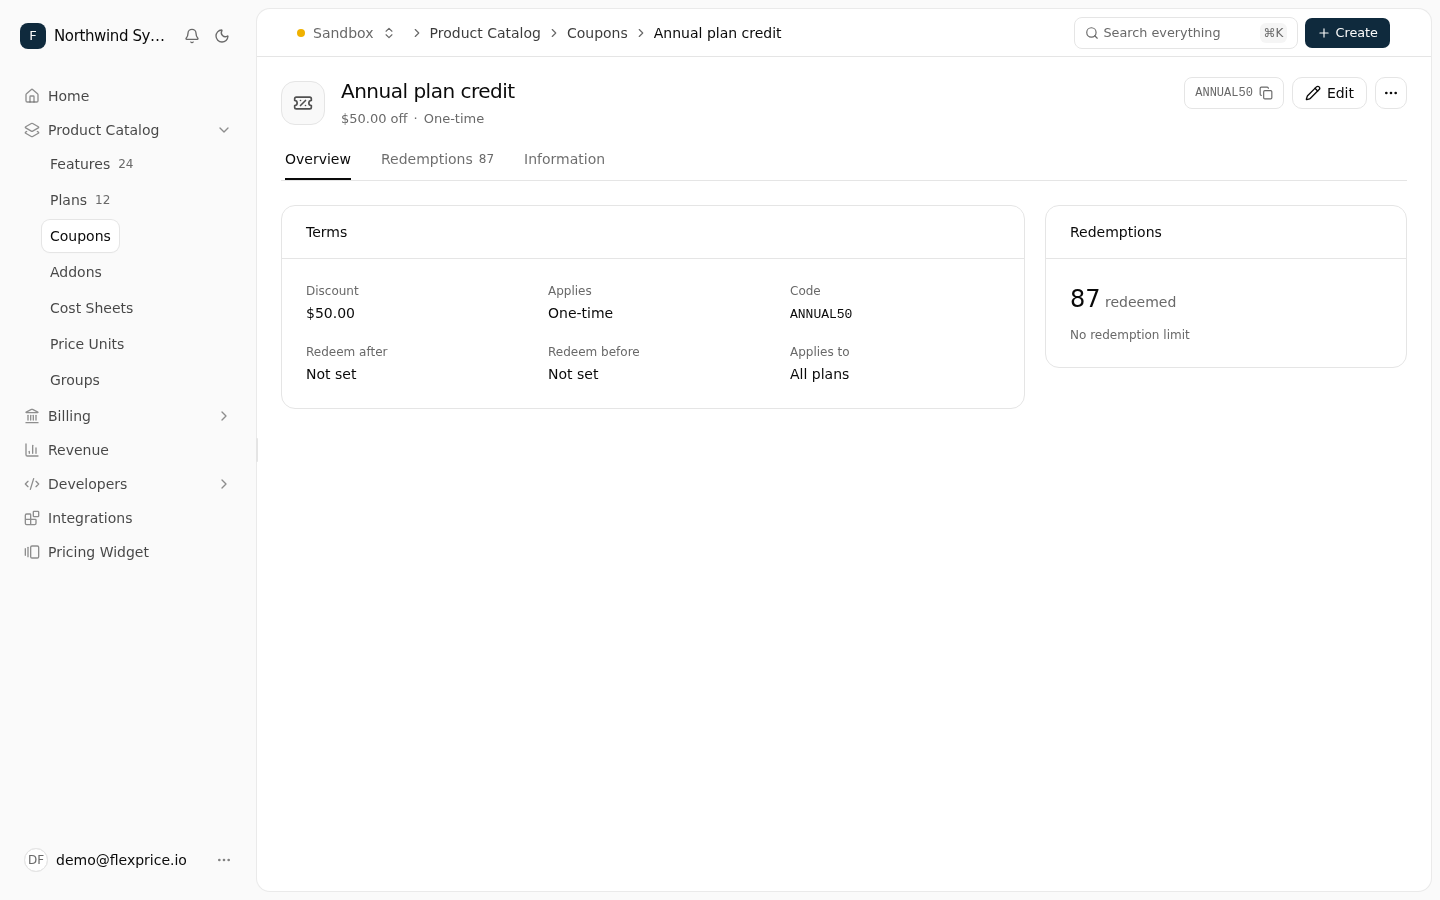 F Northwind Sy...
Home
Product Catalog
Features 24
Plans 12
Coupons
Addons
Cost Sheets
Price Units
Groups
Billing
Revenue
Developers
Integrations
Pricing Widget
DF demo@flexprice.io
Sandbox Product Catalog Coupons Annual plan credit
Search everything ⌘K
Create
Annual plan credit
$50.00 off · One-time
ANNUAL50
Edit
Overview Redemptions 87 Information
Terms
Discount Applies Code
$50.00 One-time ANNUAL50
Redeem after Redeem before Applies to
Not set Not set All plans
Redemptions
87 redeemed
No redemption limit